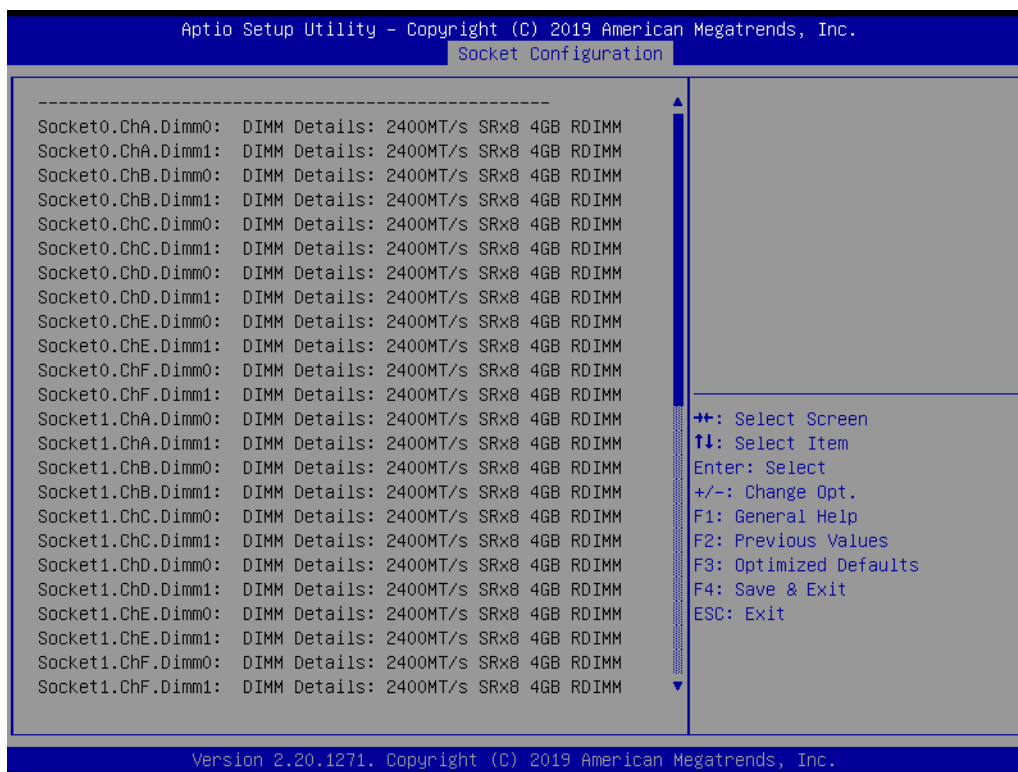 Aptio Setup Utility – Copyright (C) 2019 American Megatrends, Inc.
Socket Configuration
--------------------------------------------------
Socket0.ChA.Dimm0: DIMM Details: 2400MT/s SRx8 4GB RDIMM
Socket0.ChA.Dimm1: DIMM Details: 2400MT/s SRx8 4GB RDIMM
Socket0.ChB.Dimm0: DIMM Details: 2400MT/s SRx8 4GB RDIMM
Socket0.ChB.Dimm1: DIMM Details: 2400MT/s SRx8 4GB RDIMM
Socket0.ChC.Dimm0: DIMM Details: 2400MT/s SRx8 4GB RDIMM
Socket0.ChC.Dimm1: DIMM Details: 2400MT/s SRx8 4GB RDIMM
Socket0.ChD.Dimm0: DIMM Details: 2400MT/s SRx8 4GB RDIMM
Socket0.ChD.Dimm1: DIMM Details: 2400MT/s SRx8 4GB RDIMM
Socket0.ChE.Dimm0: DIMM Details: 2400MT/s SRx8 4GB RDIMM
Socket0.ChE.Dimm1: DIMM Details: 2400MT/s SRx8 4GB RDIMM
Socket0.ChF.Dimm0: DIMM Details: 2400MT/s SRx8 4GB RDIMM
Socket0.ChF.Dimm1: DIMM Details: 2400MT/s SRx8 4GB RDIMM
Socket1.ChA.Dimm0: DIMM Details: 2400MT/s SRx8 4GB RDIMM
Socket1.ChA.Dimm1: DIMM Details: 2400MT/s SRx8 4GB RDIMM
Socket1.ChB.Dimm0: DIMM Details: 2400MT/s SRx8 4GB RDIMM
Socket1.ChB.Dimm1: DIMM Details: 2400MT/s SRx8 4GB RDIMM
Socket1.ChC.Dimm0: DIMM Details: 2400MT/s SRx8 4GB RDIMM
Socket1.ChC.Dimm1: DIMM Details: 2400MT/s SRx8 4GB RDIMM
Socket1.ChD.Dimm0: DIMM Details: 2400MT/s SRx8 4GB RDIMM
Socket1.ChD.Dimm1: DIMM Details: 2400MT/s SRx8 4GB RDIMM
Socket1.ChE.Dimm0: DIMM Details: 2400MT/s SRx8 4GB RDIMM
Socket1.ChE.Dimm1: DIMM Details: 2400MT/s SRx8 4GB RDIMM
Socket1.ChF.Dimm0: DIMM Details: 2400MT/s SRx8 4GB RDIMM
Socket1.ChF.Dimm1: DIMM Details: 2400MT/s SRx8 4GB RDIMM
→←: Select Screen
↑↓: Select Item
Enter: Select
+/-: Change Opt.
F1: General Help
F2: Previous Values
F3: Optimized Defaults
F4: Save & Exit
ESC: Exit
Version 2.20.1271. Copyright (C) 2019 American Megatrends, Inc.